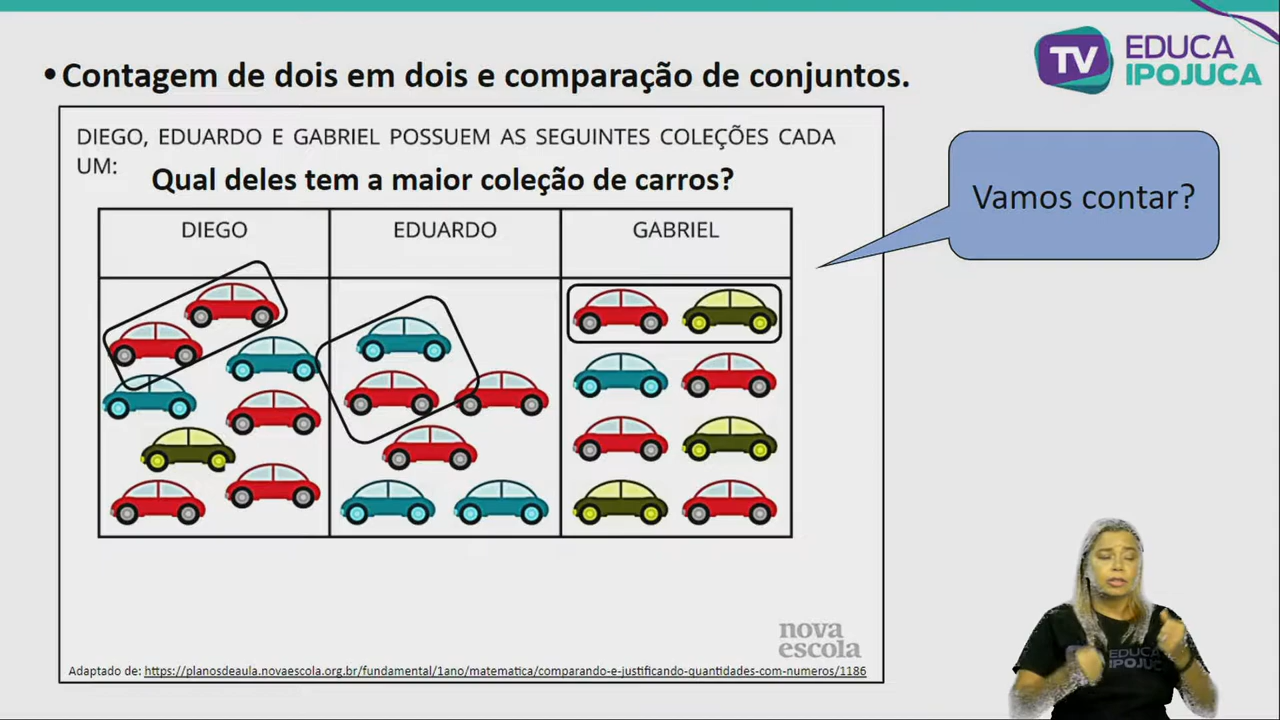 •Contagem de dois em dois e comparação de conjuntos.
TV EDUCA
IPOJUCA
DIEGO, EDUARDO E GABRIEL POSSUEM AS SEGUINTES COLEÇÕES CADA
UM:
Qual deles tem a maior coleção de carros?
Vamos contar?
DIEGO EDUARDO GABRIEL
nova
escola
Adaptado de: https://planosdeaula.novaescola.org.br/fundamental/1ano/matematica/comparando-e-justificando-quantidades-com-numeros/1186
EDUCA
IPOJUC